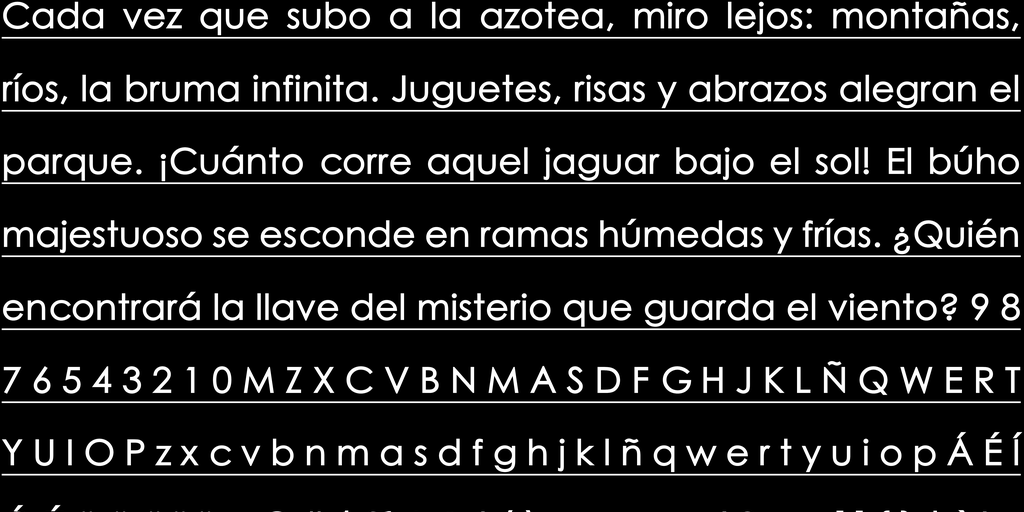 Cada vez que subo a la azotea, miro lejos: montañas,
ríos, la bruma infinita. Juguetes, risas y abrazos alegran el
parque. ¡Cuánto corre aquel jaguar bajo el sol! El búho
majestuoso se esconde en ramas húmedas y frías. ¿Quién
encontrará la llave del misterio que guarda el viento? 9 8
7 6 5 4 3 2 1 0 M Z X C V B N M A S D F G H J K L Ñ Q W E R T
Y U I O P z x c v b n m a s d f g h j k l ñ q w e r t y u i o p Á É Í